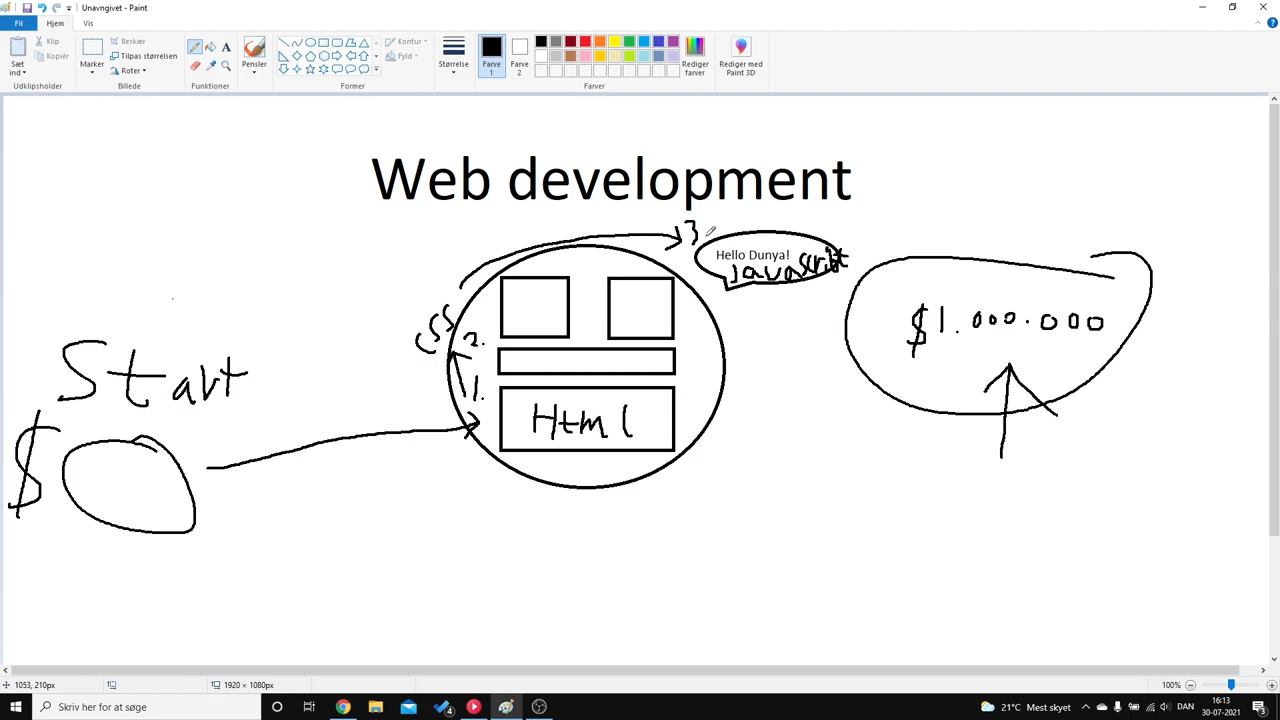 Unavngivet - Paint
Fil Hjem Vis
Sæt ind
Klip
Kopiér
Udklipsholder
Marker
Beskær
Tilpas størrelsen
Roter
Billede
Funktioner
Pensler
Kontur
Fyld
Former
Størrelse
Farve 1
Farve 2
Rediger farver
Farver
Rediger med Paint 3D
Web development
3
Hello Dunya!
Javascript
css
2.
$1.000.000
Start
1.
Html
$0
1053, 210px
1920 × 1080px
100%
Skriv her for at søge
4
21°C Mest skyet
DAN
16:13
30-07-2021